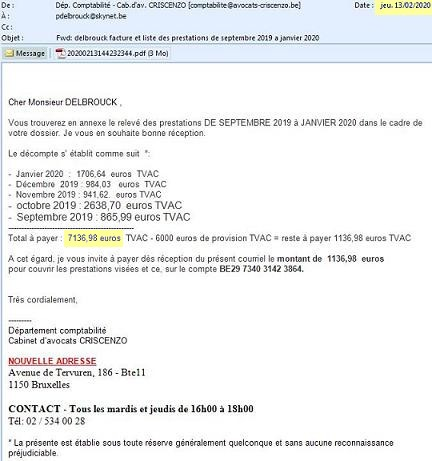 De : Dép. Comptabilité - Cab.d'av. CRISCENZO [comptabilite@avocats-criscenzo.be] Date : jeu. 13/02/2020
À : pdelbrouck@skynet.be
Cc :
Objet : Fwd: delbrouck facture et liste des prestations de septembre 2019 a janvier 2020
Message 20200213144232344.pdf (3 Mo)
Cher Monsieur DELBROUCK ,
Vous trouverez en annexe le relevé des prestations DE SEPTEMBRE 2019 à JANVIER 2020 dans le cadre de
votre dossier. Je vous en souhaite bonne réception.
Le décompte s' établit comme suit *:
- Janvier 2020 : 1706,64 euros TVAC
- Décembre 2019 : 984,03 euros TVAC
- Novembre 2019 : 941,62. euros TVAC
- octobre 2019 : 2638,70 euros TVAC
- Septembre 2019 : 865,99 euros TVAC
----------------------------------------------------
Total à payer : 7136,98 euros TVAC - 6000 euros de provision TVAC = reste à payer 1136,98 euros TVAC
A cet égard, je vous invite à payer dès réception du présent courriel le montant de 1136,98 euros
pour couvrir les prestations visées et ce, sur le compte BE29 7340 3142 3864.
Très cordialement,
---------
Département comptabilité
Cabinet d'avocats CRISCENZO
NOUVELLE ADRESSE
Avenue de Tervuren, 186 - Bte11
1150 Bruxelles
CONTACT - Tous les mardis et jeudis de 16h00 à 18h00
Tél: 02 / 534 00 28
* La présente est établie sous toute réserve généralement quelconque et sans aucune reconnaissance
préjudiciable.